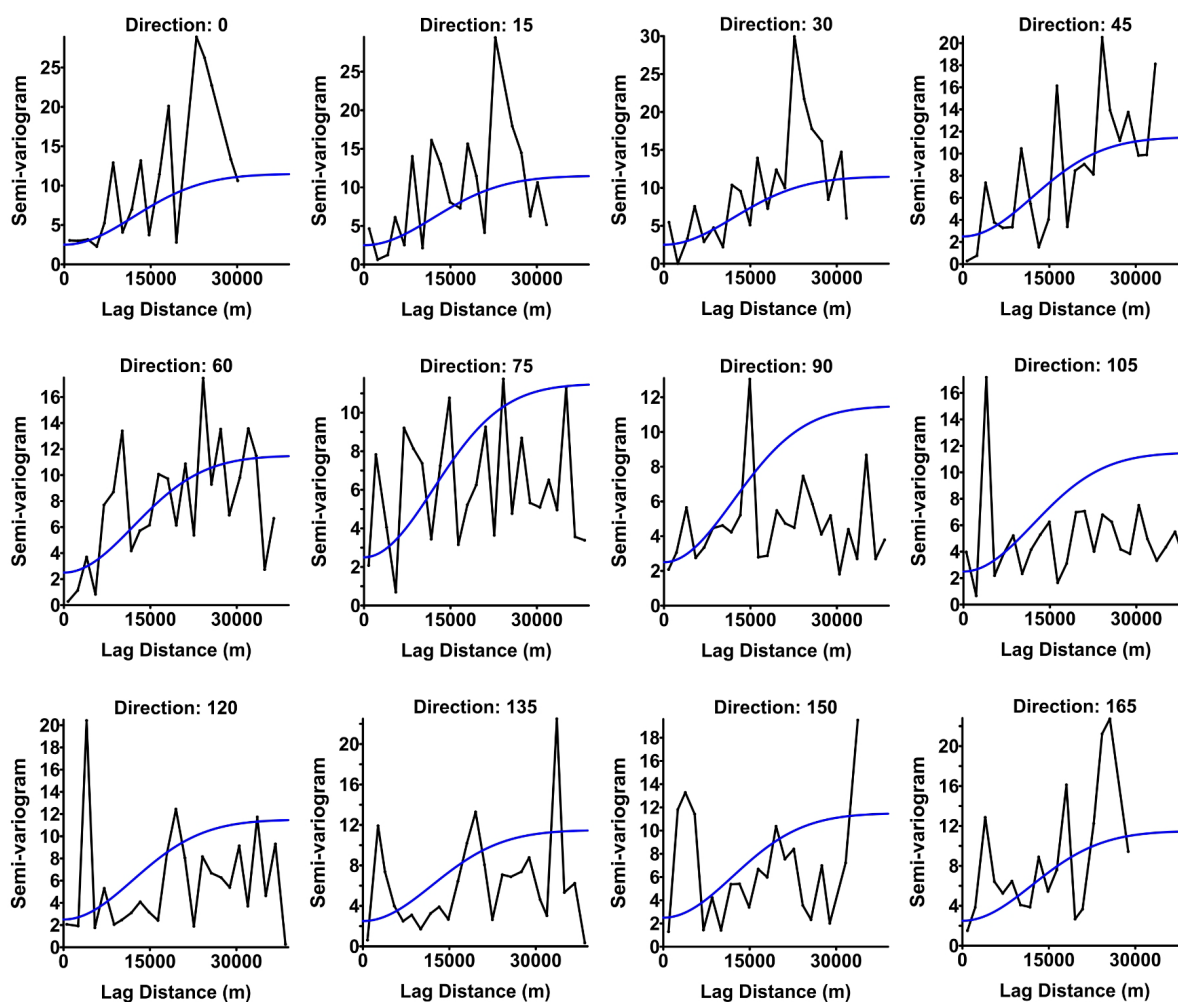 Direction: 0
Semi-variogram
25
20
15
10
5
0
0 15000 30000
Lag Distance (m)
Direction: 15
Semi-variogram
25
20
15
10
5
0
0 15000 30000
Lag Distance (m)
Direction: 30
Semi-variogram
30
25
20
15
10
5
0
0 15000 30000
Lag Distance (m)
Direction: 45
Semi-variogram
20
18
16
14
12
10
8
6
4
2
0
0 15000 30000
Lag Distance (m)
Direction: 60
Semi-variogram
16
14
12
10
8
6
4
2
0
0 15000 30000
Lag Distance (m)
Direction: 75
Semi-variogram
10
8
6
4
2
0
0 15000 30000
Lag Distance (m)
Direction: 90
Semi-variogram
12
10
8
6
4
2
0
0 15000 30000
Lag Distance (m)
Direction: 105
Semi-variogram
16
14
12
10
8
6
4
2
0
0 15000 30000
Lag Distance (m)
Direction: 120
Semi-variogram
20
18
16
14
12
10
8
6
4
2
0
0 15000 30000
Lag Distance (m)
Direction: 135
Semi-variogram
20
16
12
8
4
0
0 15000 30000
Lag Distance (m)
Direction: 150
Semi-variogram
18
16
14
12
10
8
6
4
2
0
0 15000 30000
Lag Distance (m)
Direction: 165
Semi-variogram
20
16
12
8
4
0
0 15000 30000
Lag Distance (m)